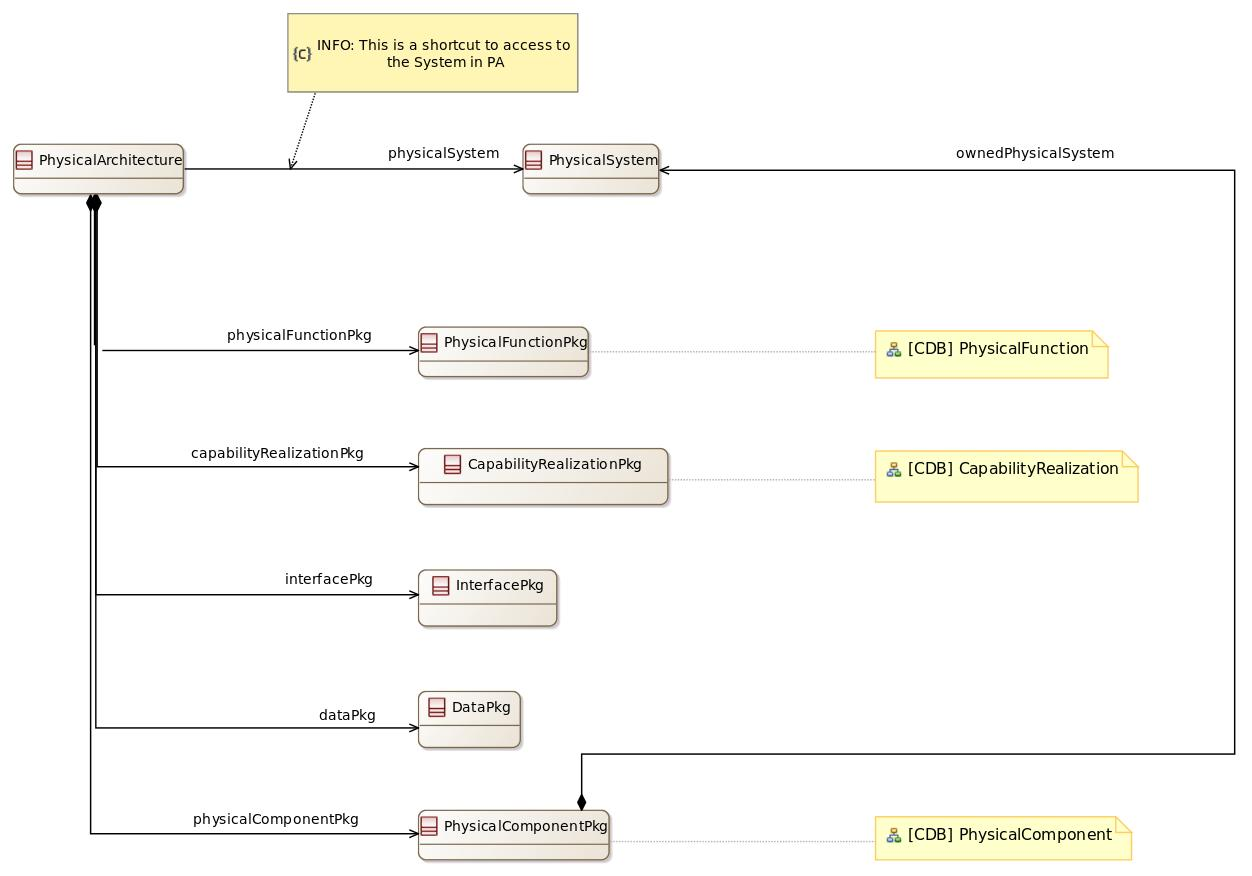 {C} INFO: This is a shortcut to access to
the System in PA
PhysicalArchitecture
physicalSystem
PhysicalSystem
ownedPhysicalSystem
physicalFunctionPkg
PhysicalFunctionPkg
[CDB] PhysicalFunction
capabilityRealizationPkg
CapabilityRealizationPkg
[CDB] CapabilityRealization
interfacePkg
InterfacePkg
dataPkg
DataPkg
physicalComponentPkg
PhysicalComponentPkg
[CDB] PhysicalComponent